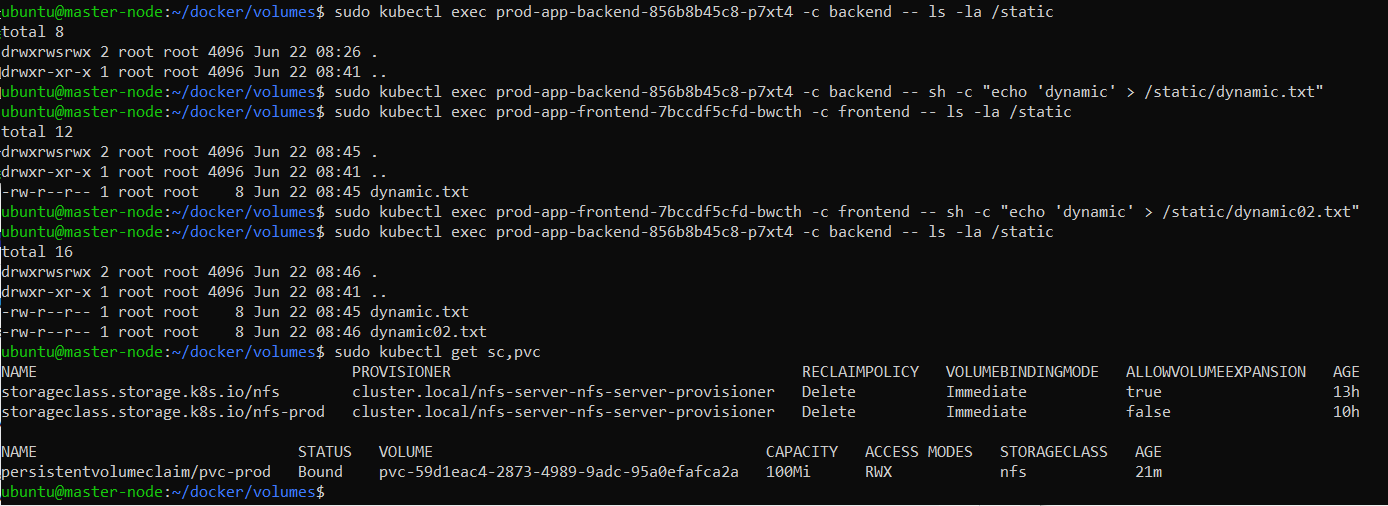 ubuntu@master-node:~/docker/volumes$ sudo kubectl exec prod-app-backend-856b8b45c8-p7xt4 -c backend -- ls -la /static
total 8
drwxrwsrwx 2 root root 4096 Jun 22 08:26 .
drwxr-xr-x 1 root root 4096 Jun 22 08:41 ..
ubuntu@master-node:~/docker/volumes$ sudo kubectl exec prod-app-backend-856b8b45c8-p7xt4 -c backend -- sh -c "echo 'dynamic' > /static/dynamic.txt"
ubuntu@master-node:~/docker/volumes$ sudo kubectl exec prod-app-frontend-7bccdf5cfd-bwcth -c frontend -- ls -la /static
total 12
drwxrwsrwx 2 root root 4096 Jun 22 08:45 .
drwxr-xr-x 1 root root 4096 Jun 22 08:41 ..
-rw-r--r-- 1 root root    8 Jun 22 08:45 dynamic.txt
ubuntu@master-node:~/docker/volumes$ sudo kubectl exec prod-app-frontend-7bccdf5cfd-bwcth -c frontend -- sh -c "echo 'dynamic' > /static/dynamic02.txt"
ubuntu@master-node:~/docker/volumes$ sudo kubectl exec prod-app-backend-856b8b45c8-p7xt4 -c backend -- ls -la /static
total 16
drwxrwsrwx 2 root root 4096 Jun 22 08:46 .
drwxr-xr-x 1 root root 4096 Jun 22 08:41 ..
-rw-r--r-- 1 root root    8 Jun 22 08:45 dynamic.txt
-rw-r--r-- 1 root root    8 Jun 22 08:46 dynamic02.txt
ubuntu@master-node:~/docker/volumes$ sudo kubectl get sc,pvc
NAME                                   PROVISIONER                                       RECLAIMPOLICY   VOLUMEBINDINGMODE   ALLOWVOLUMEEXPANSION   AGE
storageclass.storage.k8s.io/nfs        cluster.local/nfs-server-nfs-server-provisioner   Delete          Immediate           true                   13h
storageclass.storage.k8s.io/nfs-prod   cluster.local/nfs-server-nfs-server-provisioner   Delete          Immediate           false                  10h
NAME                             STATUS   VOLUME                                     CAPACITY   ACCESS MODES   STORAGECLASS   AGE
persistentvolumeclaim/pvc-prod   Bound    pvc-59d1eac4-2873-4989-9adc-95a0efafca2a   100Mi      RWX            nfs            21m
ubuntu@master-node:~/docker/volumes$